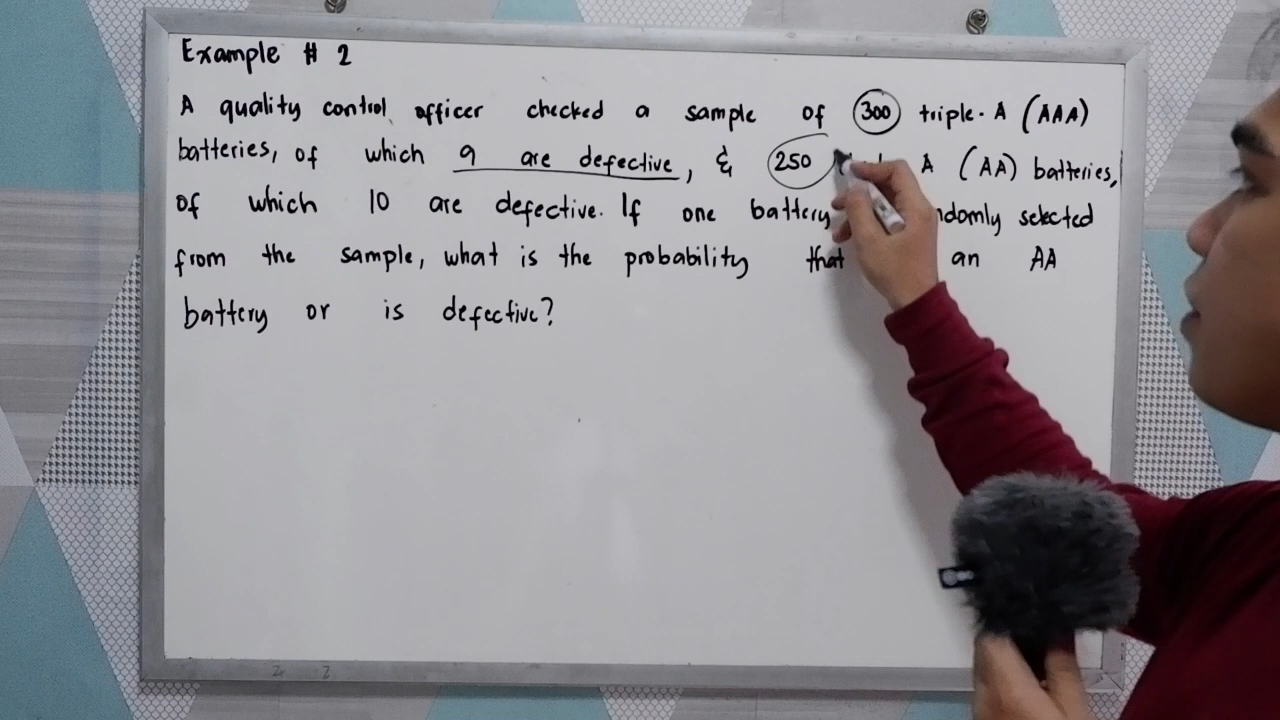 Example # 2
A quality control officer checked a sample of 300 triple-A (AAA)
batteries, of which 9 are defective, & 250 A (AA) batteries,
of which 10 are defective. If one battery randomly selected
from the sample, what is the probability that an AA
battery or is defective?